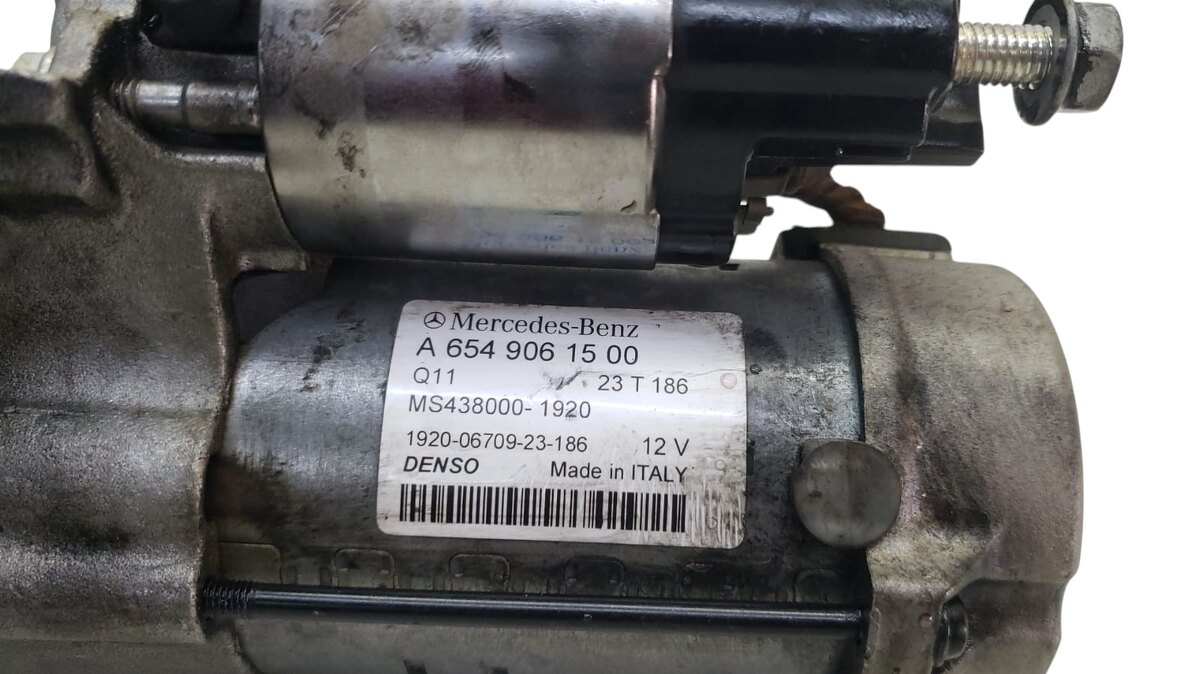 Mercedes-Benz
A 654 906 15 00
Q11 23 T 186
MS438000-1920
1920-06709-23-186 12 V
DENSO Made in ITALY